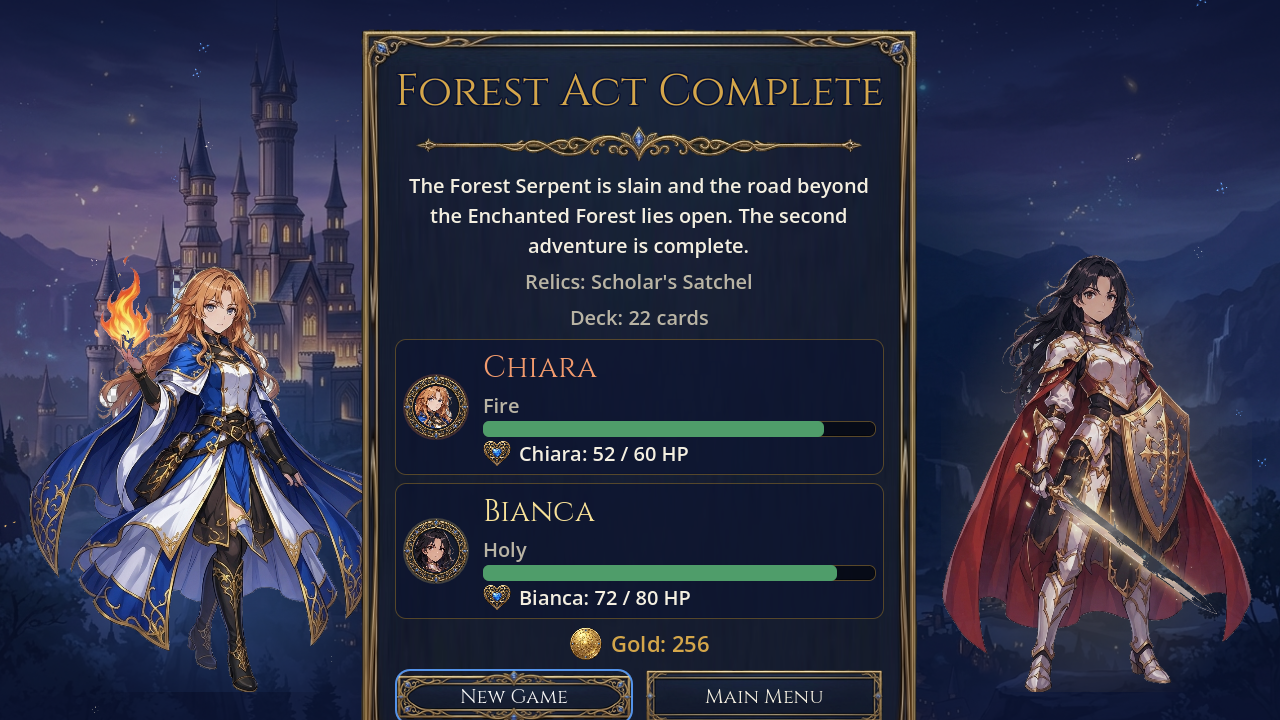 Forest Act Complete
The Forest Serpent is slain and the road beyond
the Enchanted Forest lies open. The second
adventure is complete.
Relics: Scholar's Satchel
Deck: 22 cards
Chiara
Fire
Chiara: 52 / 60 HP
Bianca
Holy
Bianca: 72 / 80 HP
Gold: 256
New Game
Main Menu